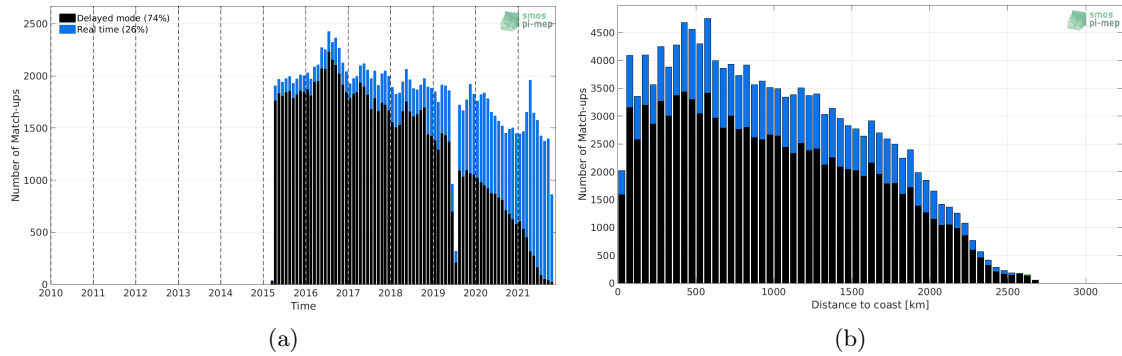 Delayed mode (74%)
Real time (26%)
smos
pi-mep
Number of Match-ups
2500
2000
1500
1000
500
0
2010 2011 2012 2013 2014 2015 2016 2017 2018 2019 2020 2021
Time
(a)
smos
pi-mep
Number of Match-ups
4500
4000
3500
3000
2500
2000
1500
1000
500
0
0 500 1000 1500 2000 2500 3000
Distance to coast [km]
(b)